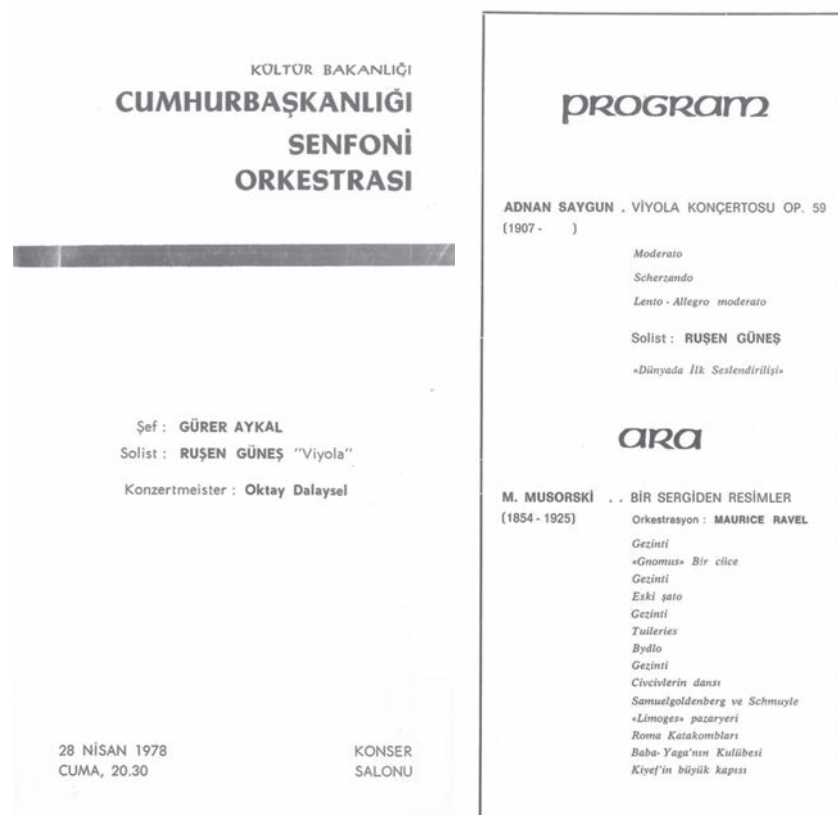 KÜLTÜR BAKANLIĞI
CUMHURBAŞKANLIĞI
SENFONİ
ORKESTRASI
Şef : GÜRER AYKAL
Solist : RUŞEN GÜNEŞ "Viyola"
Konzertmeister : Oktay Dalaysel
28 NİSAN 1978
CUMA, 20.30
KONSER
SALONU
PROGRAM
ADNAN SAYGUN . VİYOLA KONÇERTOSU OP. 59
(1907 - )
Moderato
Scherzando
Lento - Allegro moderato
Solist : RUŞEN GÜNEŞ
«Dünyada İlk Seslendirilişi»
ARA
M. MUSORSKİ . . BİR SERGİDEN RESİMLER
(1854 - 1925) Orkestrasyon : MAURICE RAVEL
Gezinti
«Gnomus» Bir cüce
Gezinti
Eski şato
Gezinti
Tuileries
Bydlo
Gezinti
Civcivlerin dansı
Samuelgoldenberg ve Schmuyle
«Limoges» pazaryeri
Roma Katakombları
Baba-Yaga'nın Kulübesi
Kiyef'in büyük kapısı